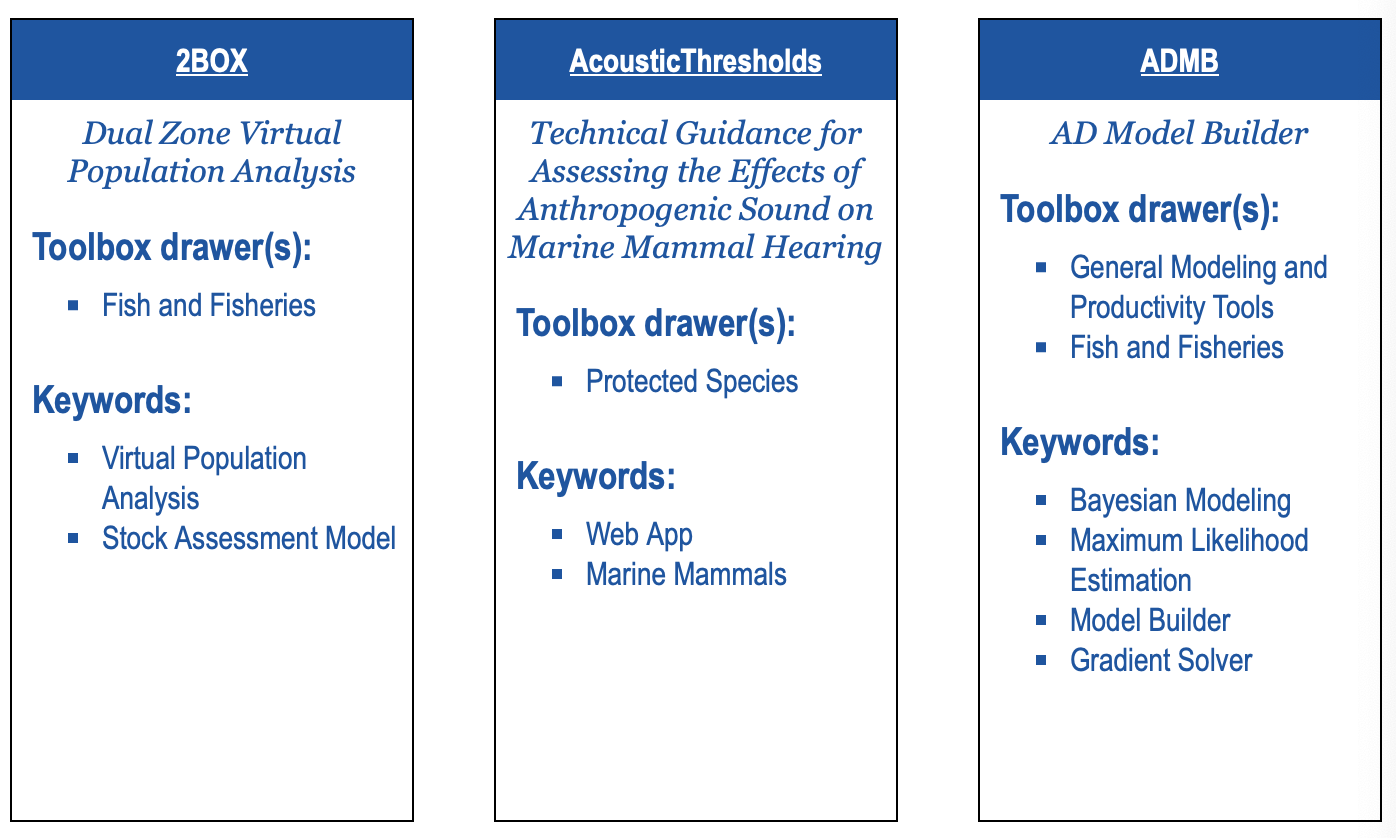 2BOX
Dual Zone Virtual
Population Analysis
Toolbox drawer(s):
▪ Fish and Fisheries
Keywords:
▪ Virtual Population
Analysis
▪ Stock Assessment Model
AcousticThresholds
Technical Guidance for
Assessing the Effects of
Anthropogenic Sound on
Marine Mammal Hearing
Toolbox drawer(s):
▪ Protected Species
Keywords:
▪ Web App
▪ Marine Mammals
ADMB
AD Model Builder
Toolbox drawer(s):
▪ General Modeling and
Productivity Tools
▪ Fish and Fisheries
Keywords:
▪ Bayesian Modeling
▪ Maximum Likelihood
Estimation
▪ Model Builder
▪ Gradient Solver